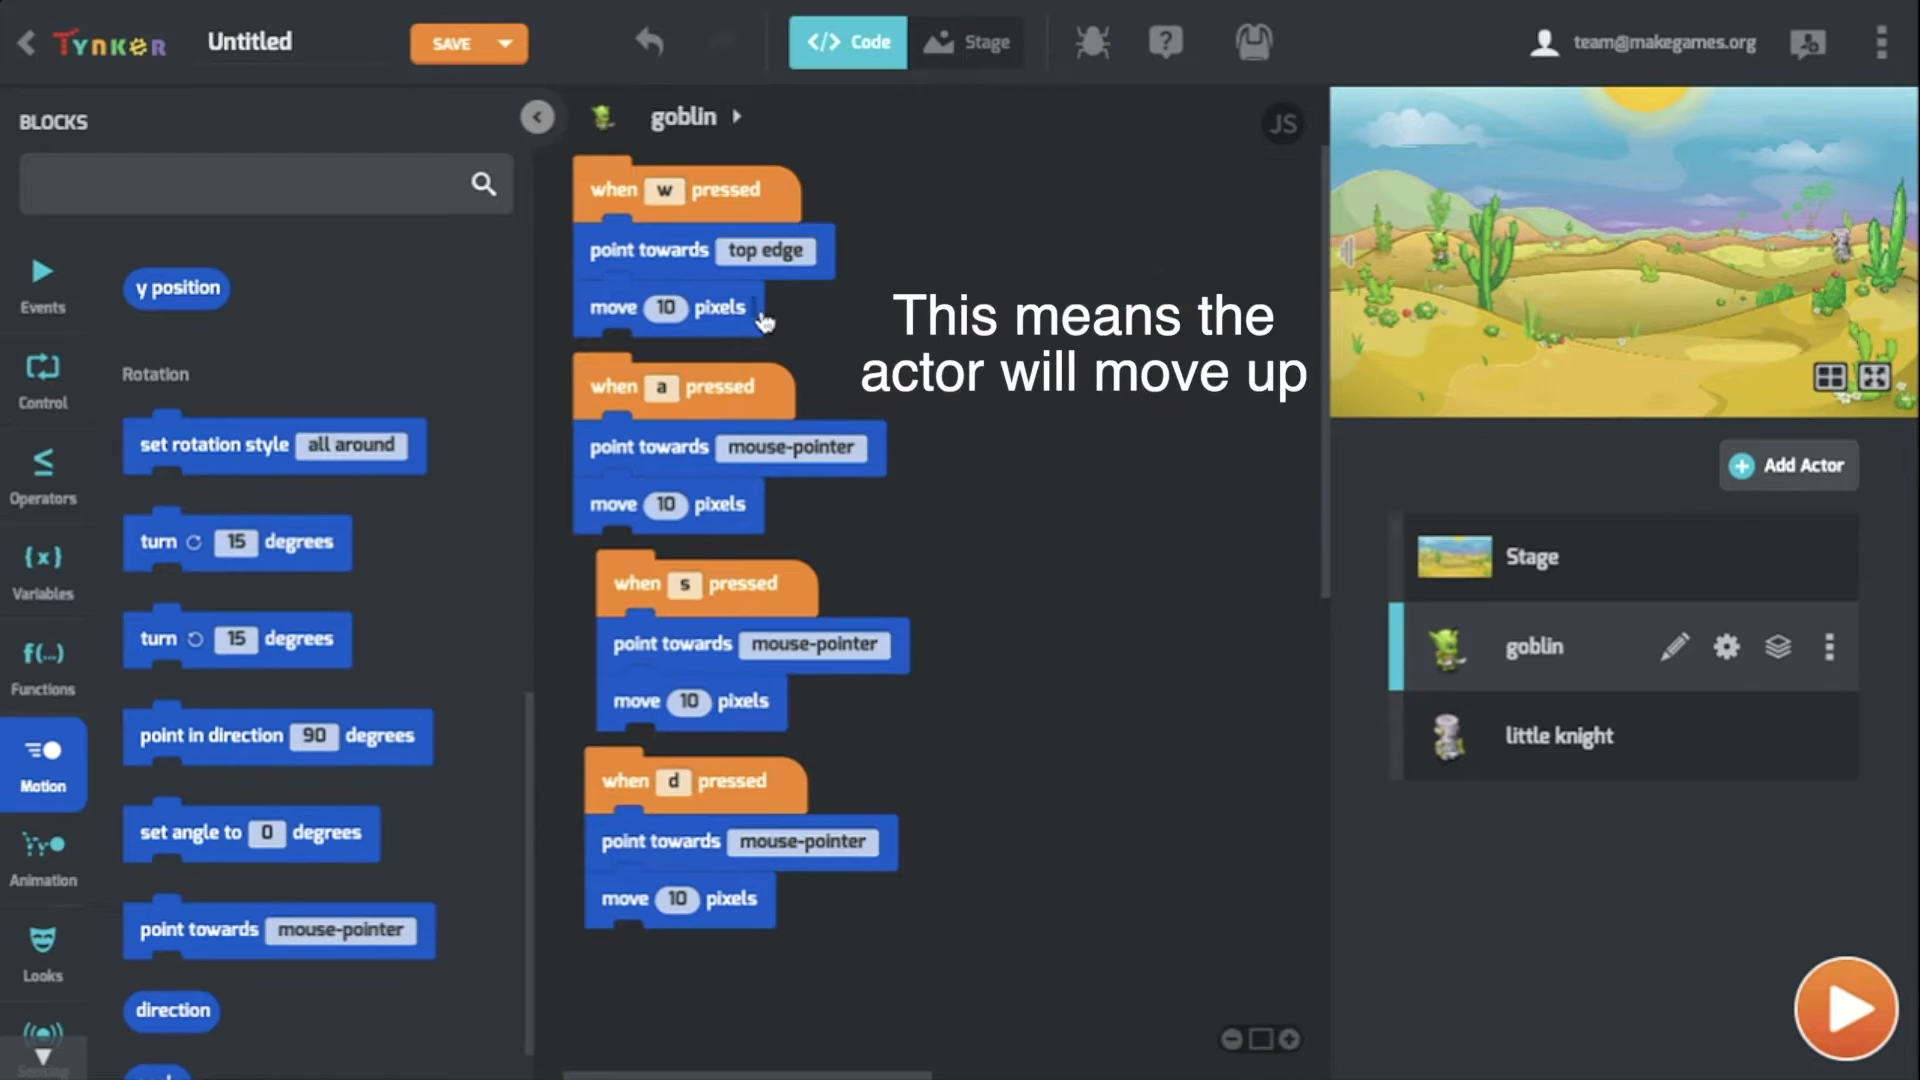 TYNKER
Untitled
SAVE
</> Code
Stage
?
team@makegames.org
BLOCKS
goblin
JS
Events
Control
Operators
{x}
Variables
f(...)
Functions
Motion
Animation
Looks
Sensing
y position
Rotation
set rotation style all around
turn 15 degrees
turn 15 degrees
point in direction 90 degrees
set angle to 0 degrees
point towards mouse-pointer
direction
when w pressed
point towards top edge
move 10 pixels
when a pressed
point towards mouse-pointer
move 10 pixels
when s pressed
point towards mouse-pointer
move 10 pixels
when d pressed
point towards mouse-pointer
move 10 pixels
This means the
actor will move up
Add Actor
Stage
goblin
little knight